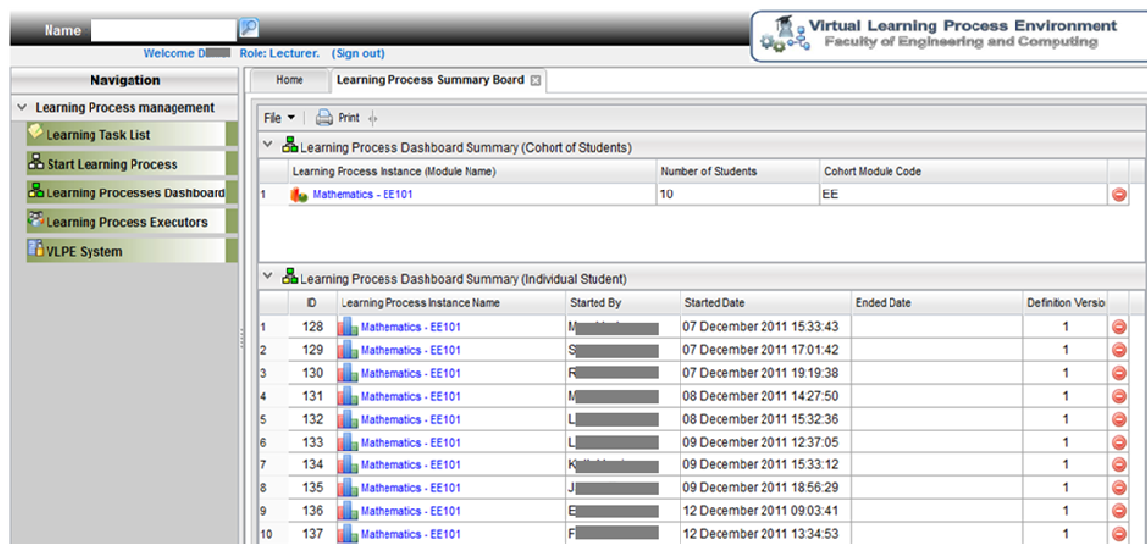 Name
Virtual Learning Process Environment
Faculty of Engineering and Computing
Welcome D Role: Lecturer. (Sign out)
Navigation
Home Learning Process Summary Board
Learning Process management
Learning Task List
Start Learning Process
Learning Processes Dashboard
Learning Process Executors
VLPE System
File Print
Learning Process Dashboard Summary (Cohort of Students)
Learning Process Instance (Module Name) Number of Students Cohort Module Code
1 Mathematics - EE101 10 EE
Learning Process Dashboard Summary (Individual Student)
ID Learning Process Instance Name Started By Started Date Ended Date Definition Versio
1 128 Mathematics - EE101 M 07 December 2011 15:33:43 1
2 129 Mathematics - EE101 S 07 December 2011 17:01:42 1
3 130 Mathematics - EE101 R 07 December 2011 19:19:38 1
4 131 Mathematics - EE101 M 08 December 2011 14:27:50 1
5 132 Mathematics - EE101 L 08 December 2011 15:32:36 1
6 133 Mathematics - EE101 L 09 December 2011 12:37:05 1
7 134 Mathematics - EE101 K 09 December 2011 15:33:12 1
8 135 Mathematics - EE101 J 09 December 2011 18:56:29 1
9 136 Mathematics - EE101 E 12 December 2011 09:03:41 1
10 137 Mathematics - EE101 F 12 December 2011 13:34:53 1